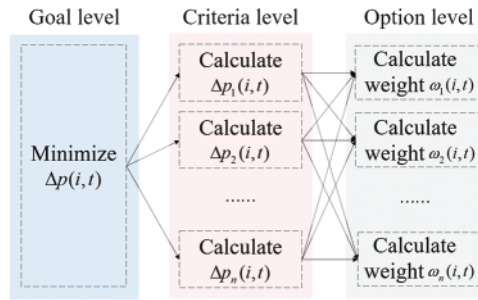 Goal level
Criteria level
Option level
Minimize
Δp(i,t)
Calculate
Δp₁(i,t)
Calculate
Δp₂(i,t)
......
Calculate
Δpₙ(i,t)
Calculate
weight ω₁(i,t)
Calculate
weight ω₂(i,t)
......
Calculate
weight ωₙ(i,t)